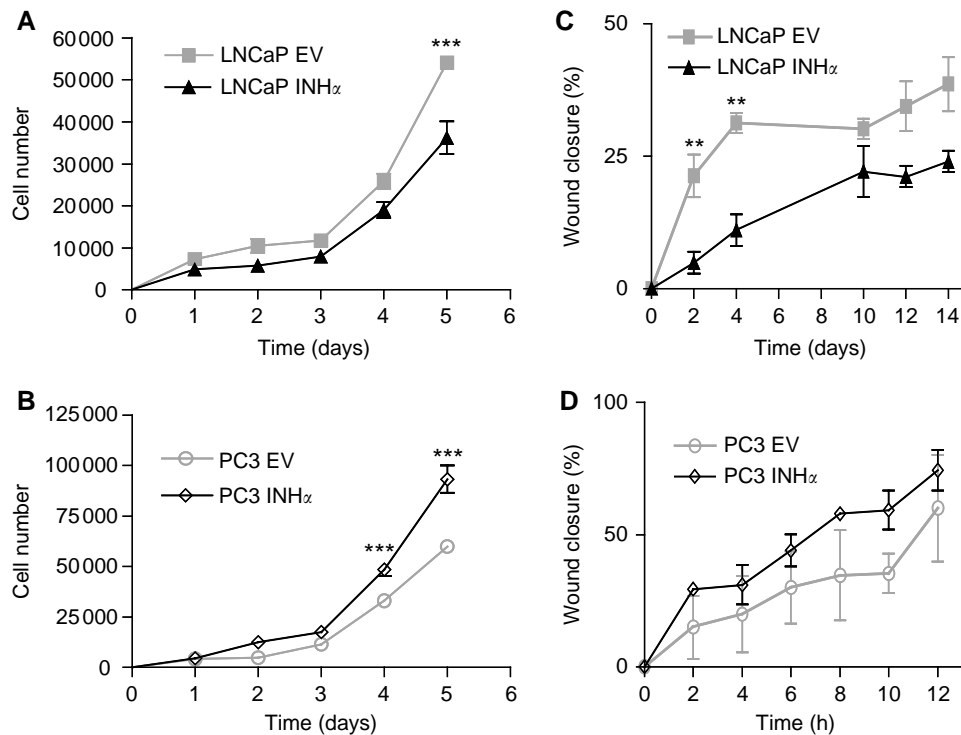 A
60000
50000
40000
30000
20000
10000
0
Cell number
LNCaP EV
LNCaP INHα
***
0 1 2 3 4 5 6
Time (days)
B
125000
100000
75000
50000
25000
0
Cell number
PC3 EV
PC3 INHα
***
***
0 1 2 3 4 5 6
Time (days)
C
50
25
0
Wound closure (%)
LNCaP EV
LNCaP INHα
**
**
0 2 4 6 8 10 12 14
Time (days)
D
100
50
0
Wound closure (%)
PC3 EV
PC3 INHα
0 2 4 6 8 10 12
Time (h)